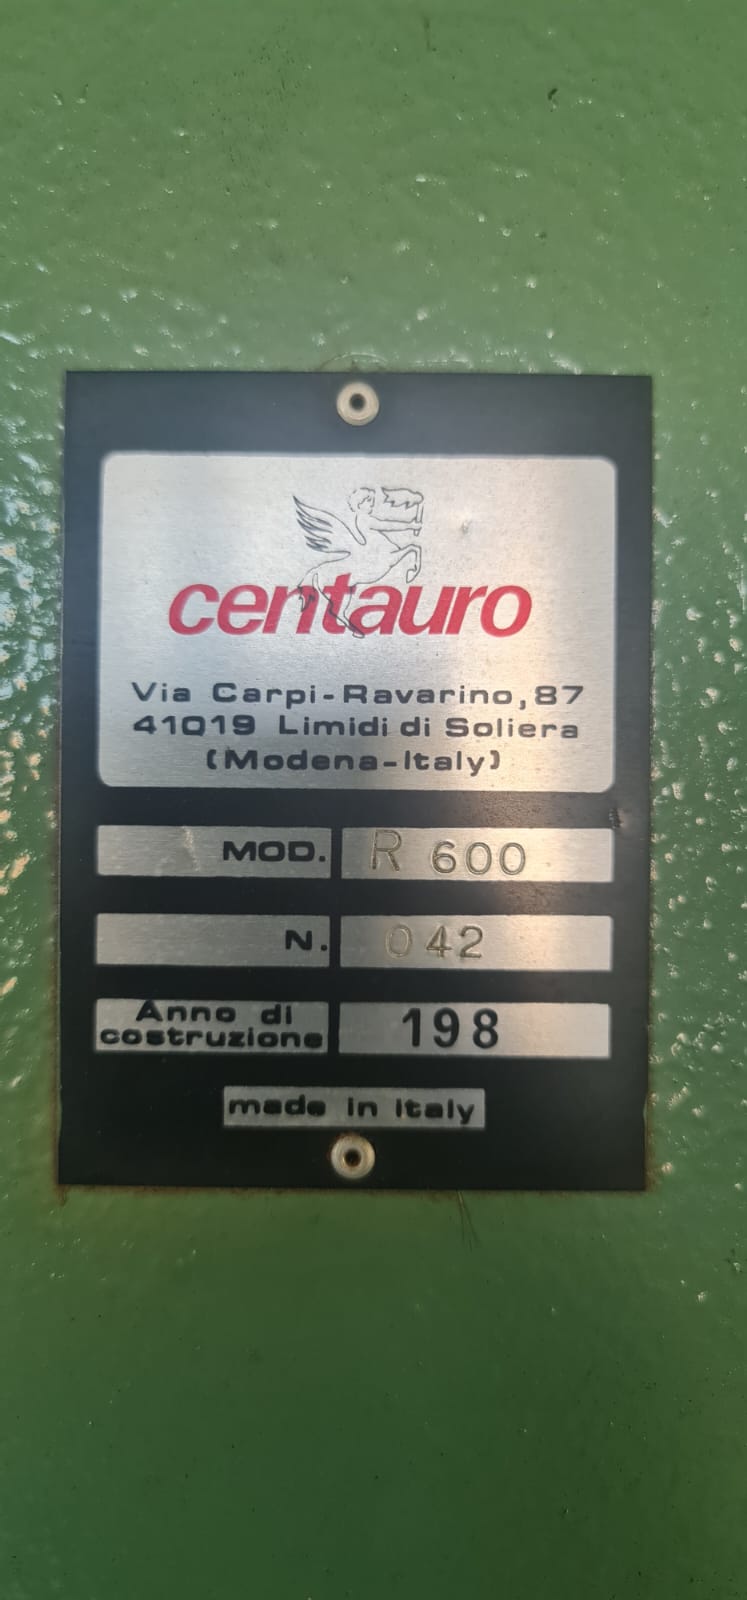 centauro
Via Carpi-Ravarino,87
41019 Limidi di Soliera
(Modena-Italy)
MOD. R 600
N. 042
Anno di
costruzione 198
made in italy